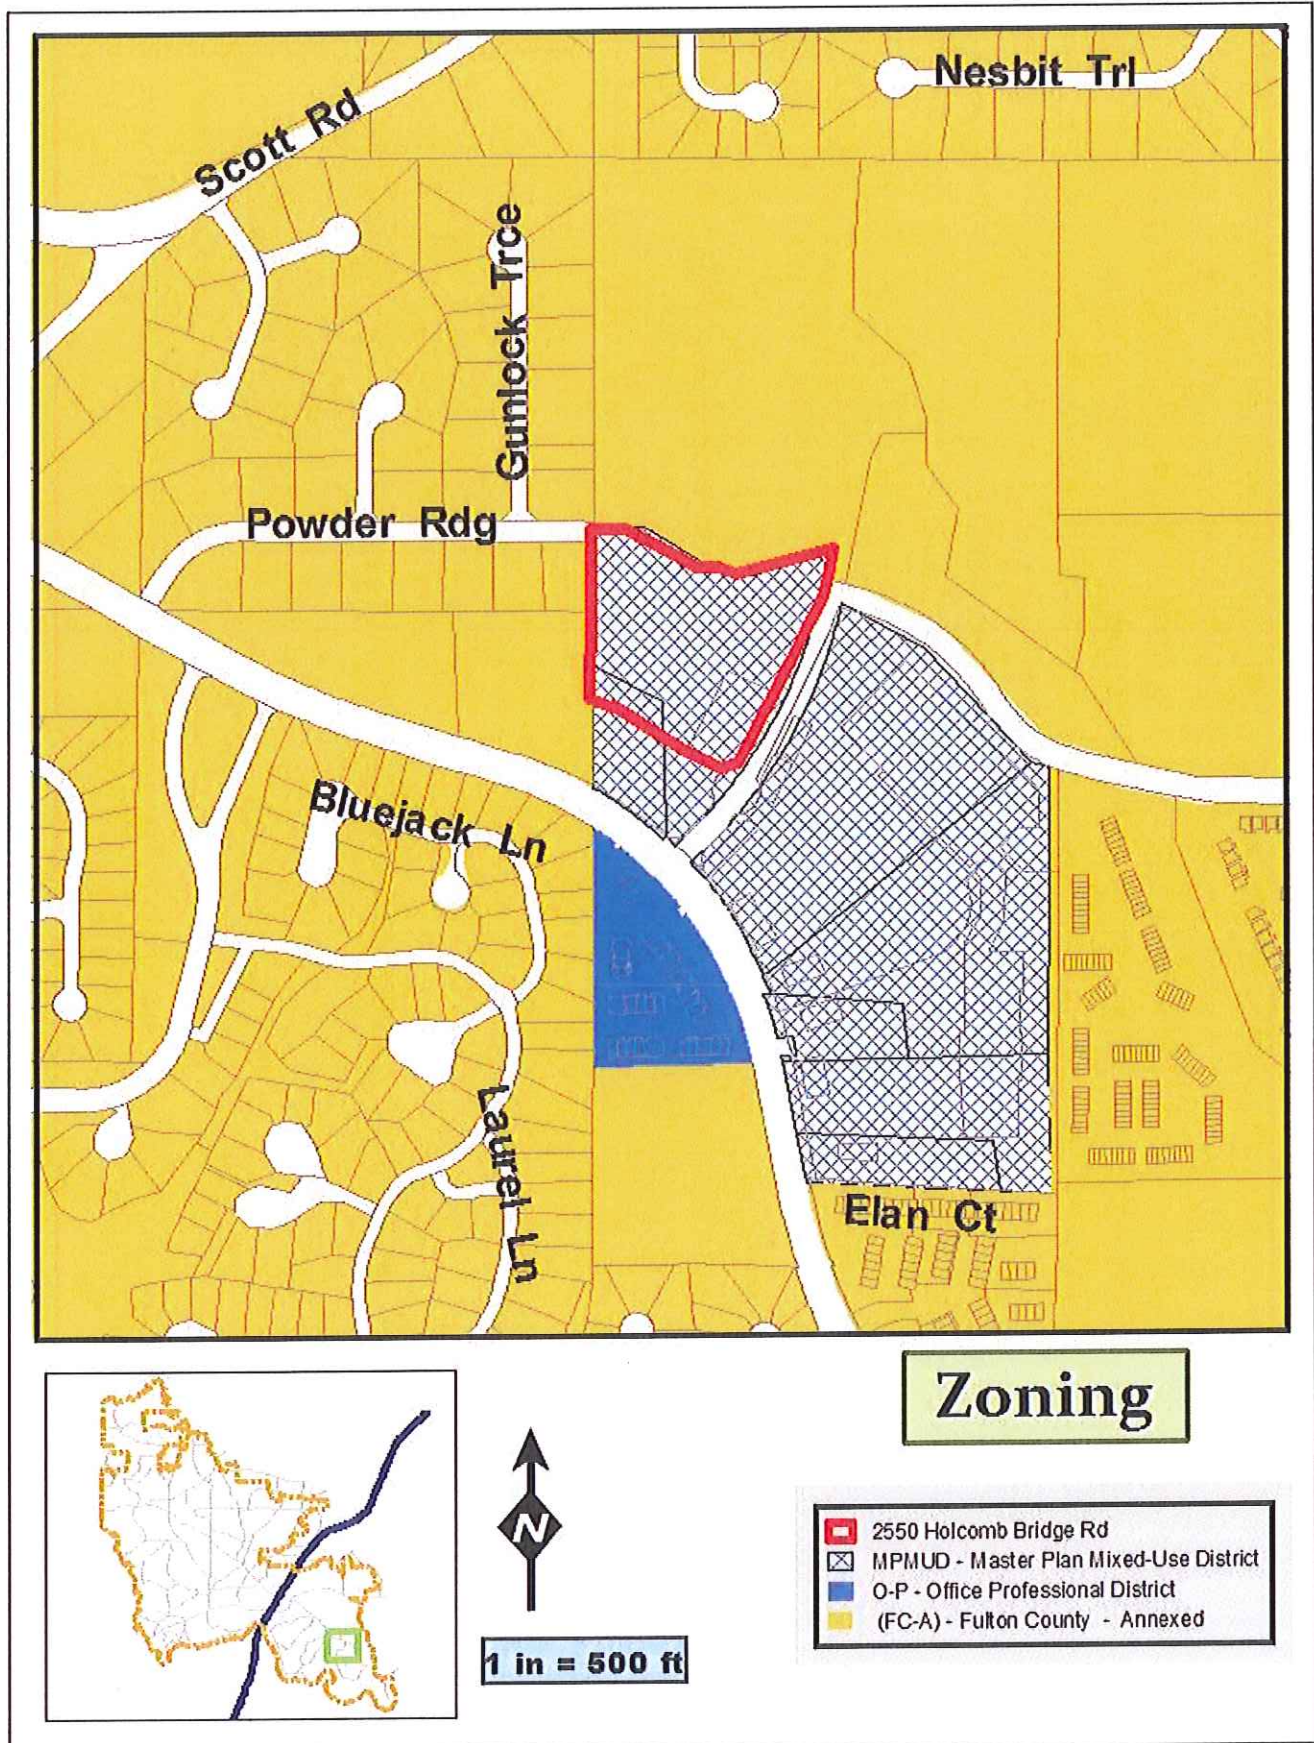 Nesbit Trl
Scott Rd
Gunlock Trce
Powder Rdg
Bluejack Ln
Laurel Ln
Elan Ct
Zoning
N
1 in = 500 ft
2550 Holcomb Bridge Rd
MPMUD - Master Plan Mixed-Use District
O-P - Office Professional District
(FC-A) - Fulton County - Annexed